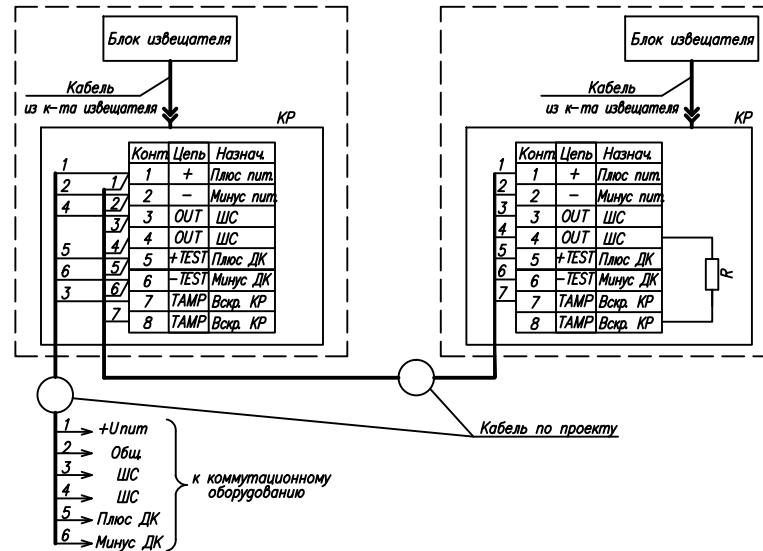 Блок извещателя
Кабель
из к-та извещателя
КР
Конт. Цепь Назнач.
1 + Плюс пит.
2 − Минус пит.
3 OUT ШС
4 OUT ШС
5 +TEST Плюс ДК
6 −TEST Минус ДК
7 TAMP Вскр. КР
8 TAMP Вскр. КР
1
2
4
5
6
3
1
2
3
4
5
6
7
Блок извещателя
Кабель
из к-та извещателя
КР
Конт. Цепь Назнач.
1 + Плюс пит.
2 − Минус пит.
3 OUT ШС
4 OUT ШС
5 +TEST Плюс ДК
6 −TEST Минус ДК
7 TAMP Вскр. КР
8 TAMP Вскр. КР
1
2
3
4
5
6
7
R
Кабель по проекту
1 +Uпит
2 Общ.
3 ШС
4 ШС
5 Плюс ДК
6 Минус ДК
к коммутационному
оборудованию